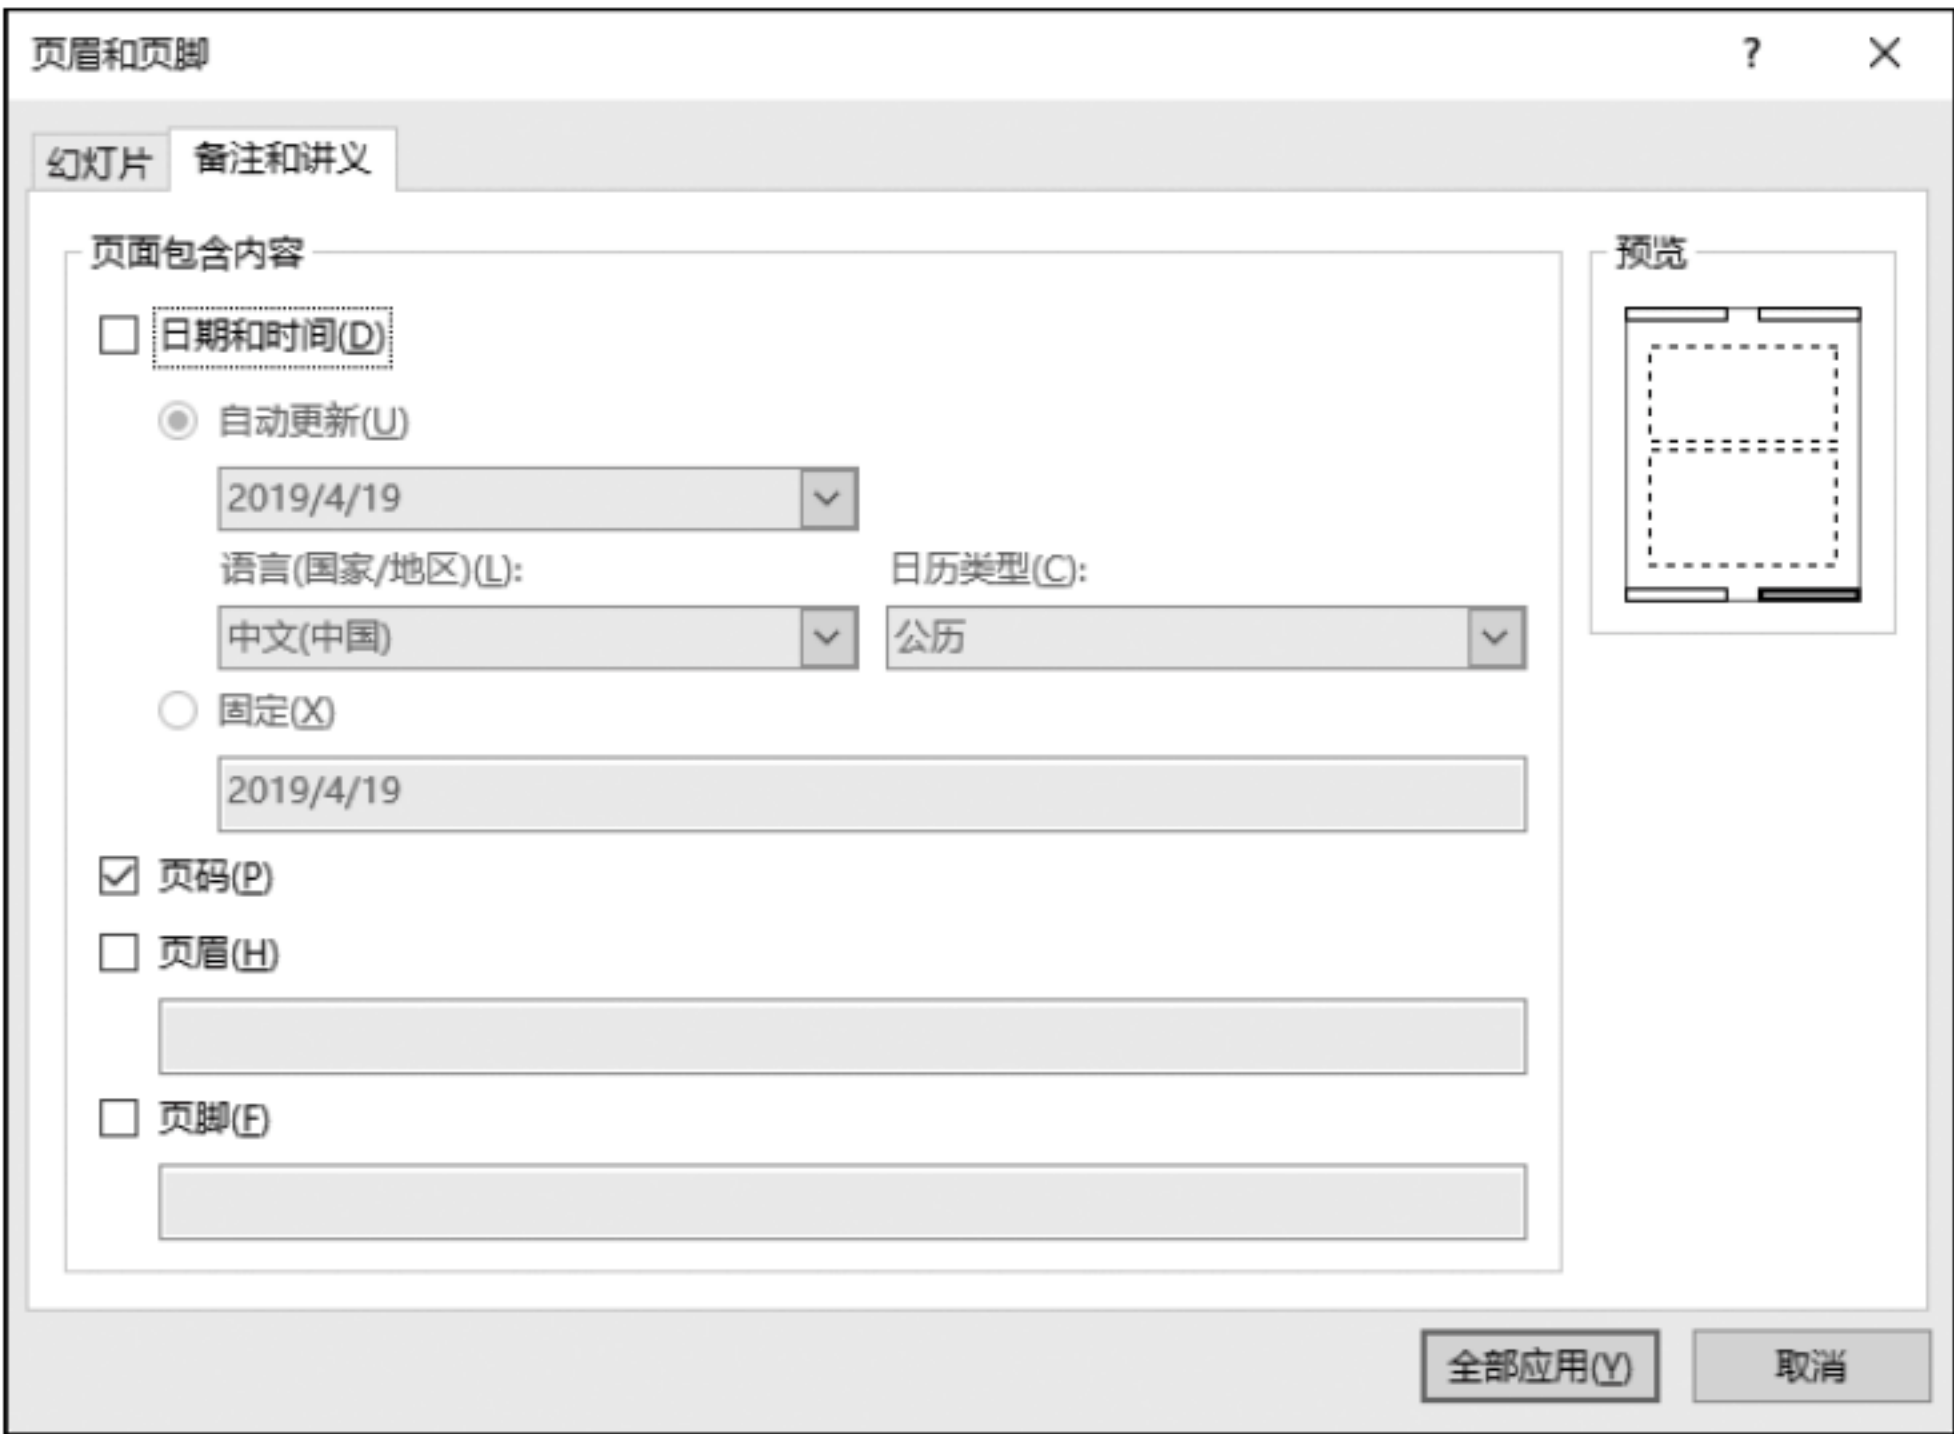 页眉和页脚 ?
幻灯片 备注和讲义
页面包含内容 预览
日期和时间(D)
自动更新(U)
2019/4/19
语言(国家/地区)(L): 日历类型(C):
中文(中国) 公历
固定(X)
2019/4/19
页码(P)
页眉(H)
页脚(F)
全部应用(Y) 取消